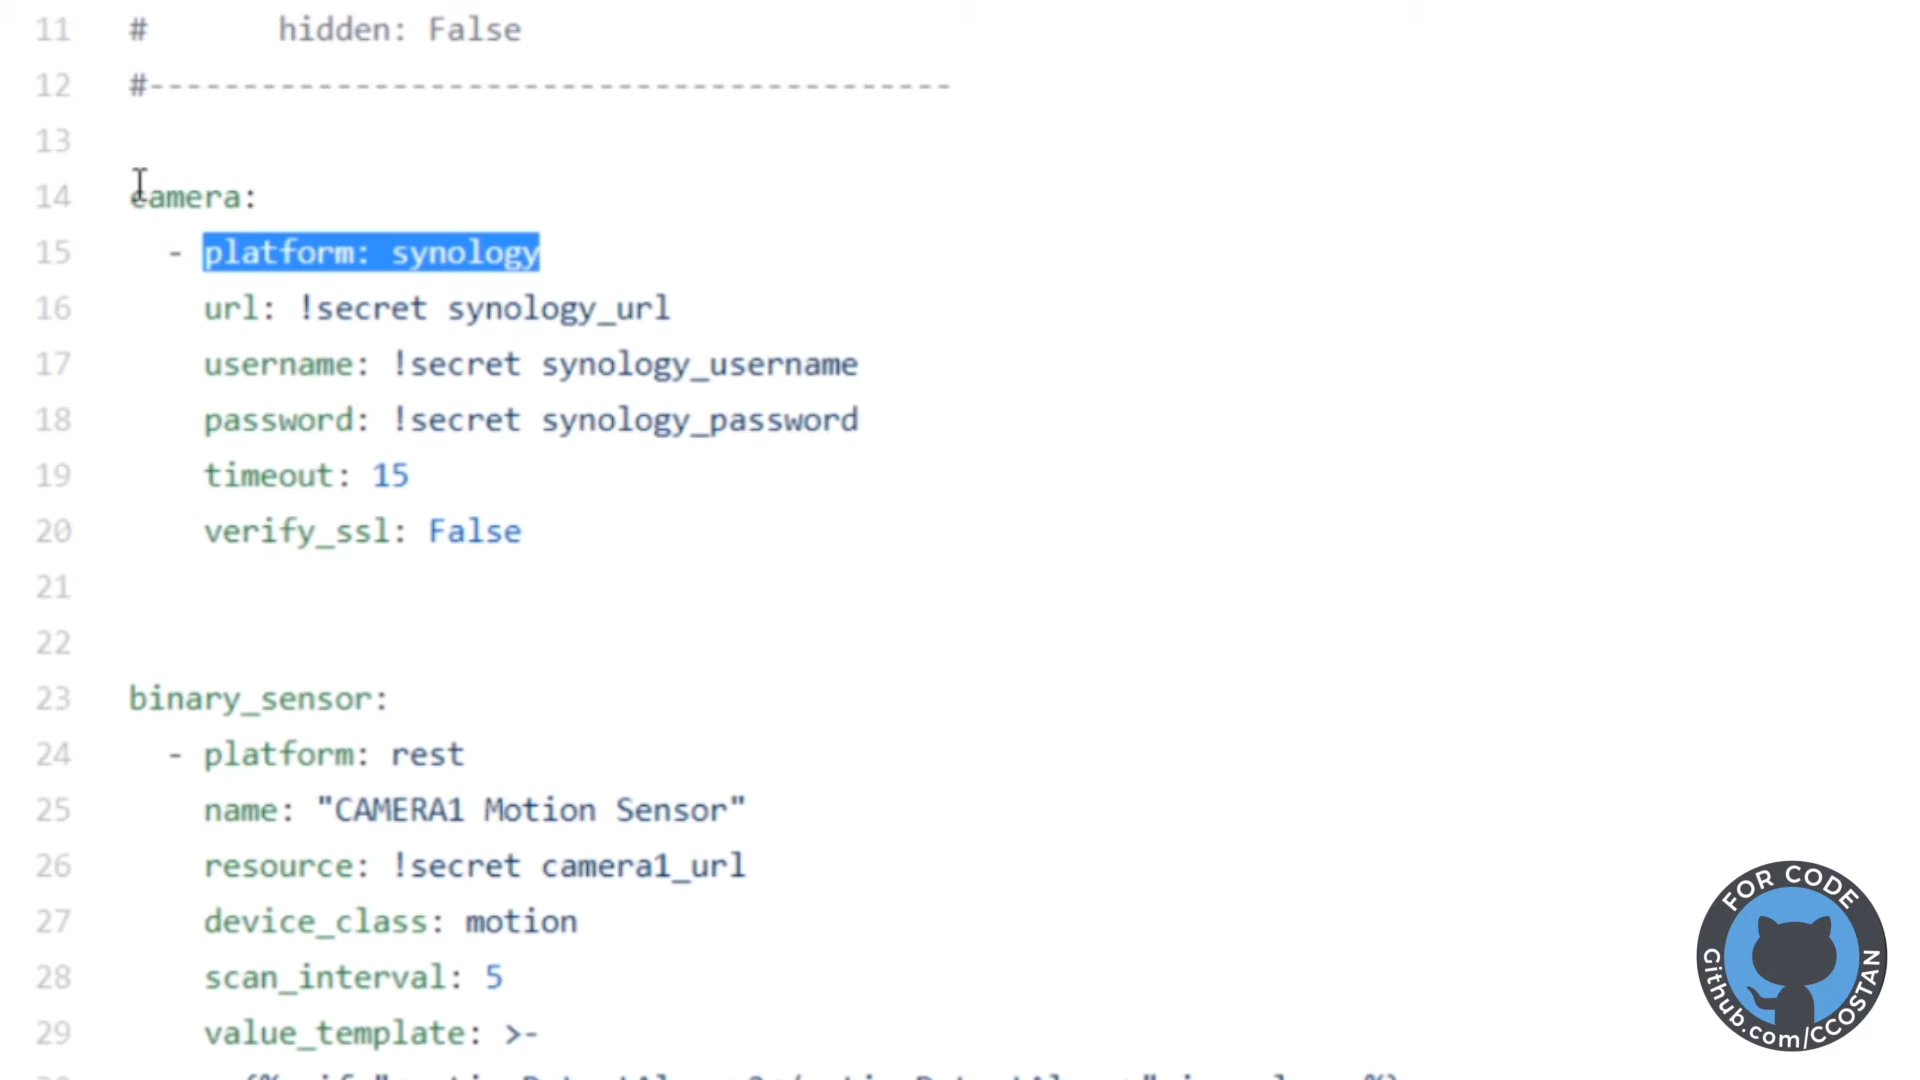 11 # hidden: False
12 #-------------------------------------------
13
14 camera:
15 - platform: synology
16 url: !secret synology_url
17 username: !secret synology_username
18 password: !secret synology_password
19 timeout: 15
20 verify_ssl: False
21
22
23 binary_sensor:
24 - platform: rest
25 name: "CAMERA1 Motion Sensor"
26 resource: !secret camera1_url
27 device_class: motion
28 scan_interval: 5
29 value_template: >-
FOR CODE
Github.com/CCOSTAN